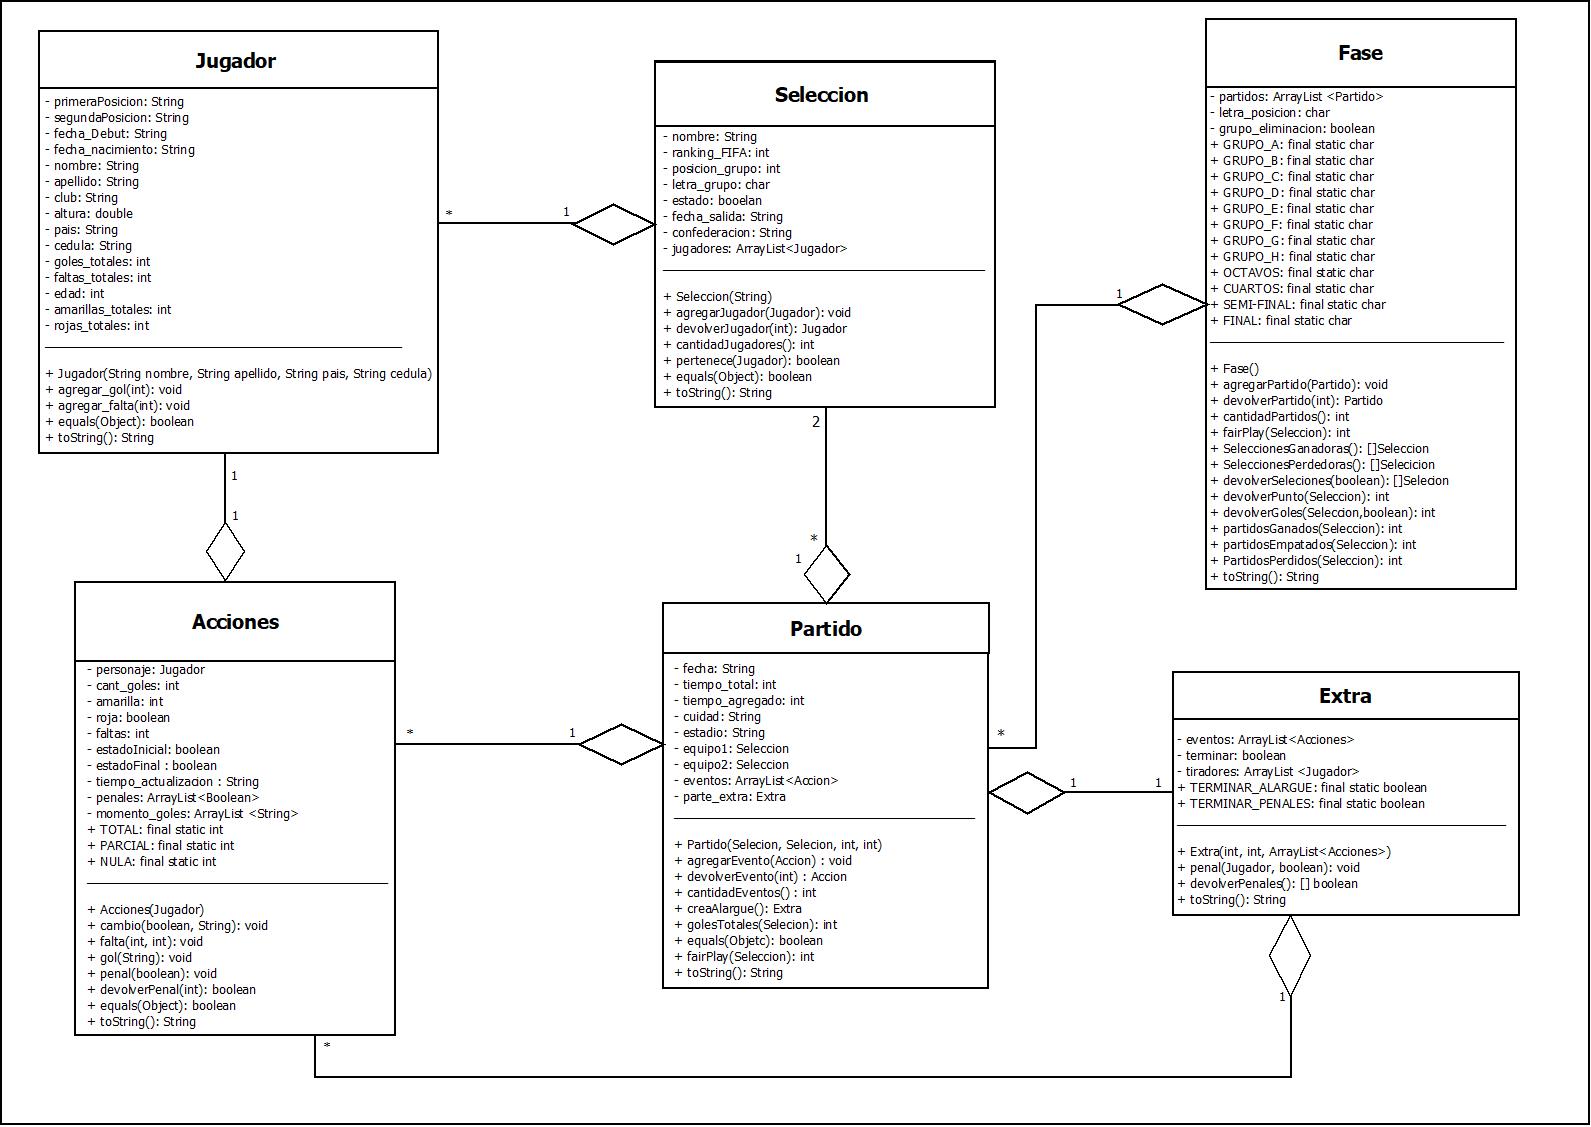 Jugador
- primeraPosicion: String
- segundaPosicion: String
- fecha_Debut: String
- fecha_nacimiento: String
- nombre: String
- apellido: String
- club: String
- altura: double
- pais: String
- cedula: String
- goles_totales: int
- faltas_totales: int
- edad: int
- amarillas_totales: int
- rojas_totales: int
+ Jugador(String nombre, String apellido, String pais, String cedula)
+ agregar_gol(int): void
+ agregar_falta(int): void
+ equals(Object): boolean
+ toString(): String
*
1
Seleccion
- nombre: String
- ranking_FIFA: int
- posicion_grupo: int
- letra_grupo: char
- estado: booelan
- fecha_salida: String
- confederacion: String
- jugadores: ArrayList<Jugador>
+ Seleccion(String)
+ agregarJugador(Jugador): void
+ devolverJugador(int): Jugador
+ cantidadJugadores(): int
+ pertenece(Jugador): boolean
+ equals(Object): boolean
+ toString(): String
2
*
1
1
Fase
- partidos: ArrayList <Partido>
- letra_posicion: char
- grupo_eliminacion: boolean
+ GRUPO_A: final static char
+ GRUPO_B: final static char
+ GRUPO_C: final static char
+ GRUPO_D: final static char
+ GRUPO_E: final static char
+ GRUPO_F: final static char
+ GRUPO_G: final static char
+ GRUPO_H: final static char
+ OCTAVOS: final static char
+ CUARTOS: final static char
+ SEMI-FINAL: final static char
+ FINAL: final static char
+ Fase()
+ agregarPartido(Partido): void
+ devolverPartido(int): Partido
+ cantidadPartidos(): int
+ fairPlay(Seleccion): int
+ SeleccionesGanadoras(): []Seleccion
+ SeleccionesPerdedoras(): []Selecicion
+ devolverSeleciones(boolean): []Selecion
+ devolverPunto(Seleccion): int
+ devolverGoles(Seleccion,boolean): int
+ partidosGanados(Seleccion): int
+ partidosEmpatados(Seleccion): int
+ PartidosPerdidos(Seleccion): int
+ toString(): String
1
1
Acciones
- personaje: Jugador
- cant_goles: int
- amarilla: int
- roja: boolean
- faltas: int
- estadoInicial: boolean
- estadoFinal : boolean
- tiempo_actualizacion : String
- penales: ArrayList<Boolean>
- momento_goles: ArrayList <String>
+ TOTAL: final static int
+ PARCIAL: final static int
+ NULA: final static int
+ Acciones(Jugador)
+ cambio(boolean, String): void
+ falta(int, int): void
+ gol(String): void
+ penal(boolean): void
+ devolverPenal(int): boolean
+ equals(Object): boolean
+ toString(): String
*
1
Partido
- fecha: String
- tiempo_total: int
- tiempo_agregado: int
- cuidad: String
- estadio: String
- equipo1: Seleccion
- equipo2: Seleccion
- eventos: ArrayList<Accion>
- parte_extra: Extra
+ Partido(Selecion, Selecion, int, int)
+ agregarEvento(Accion) : void
+ devolverEvento(int) : Accion
+ cantidadEventos() : int
+ creaAlargue(): Extra
+ golesTotales(Selecion): int
+ equals(Objetc): boolean
+ fairPlay(Seleccion): int
+ toString(): String
*
1
1
Extra
- eventos: ArrayList<Acciones>
- terminar: boolean
- tiradores: ArrayList <Jugador>
+ TERMINAR_ALARGUE: final static boolean
+ TERMINAR_PENALES: final static boolean
+ Extra(int, int, ArrayList<Acciones>)
+ penal(Jugador, boolean): void
+ devolverPenales(): [] boolean
+ toString(): String
1
*